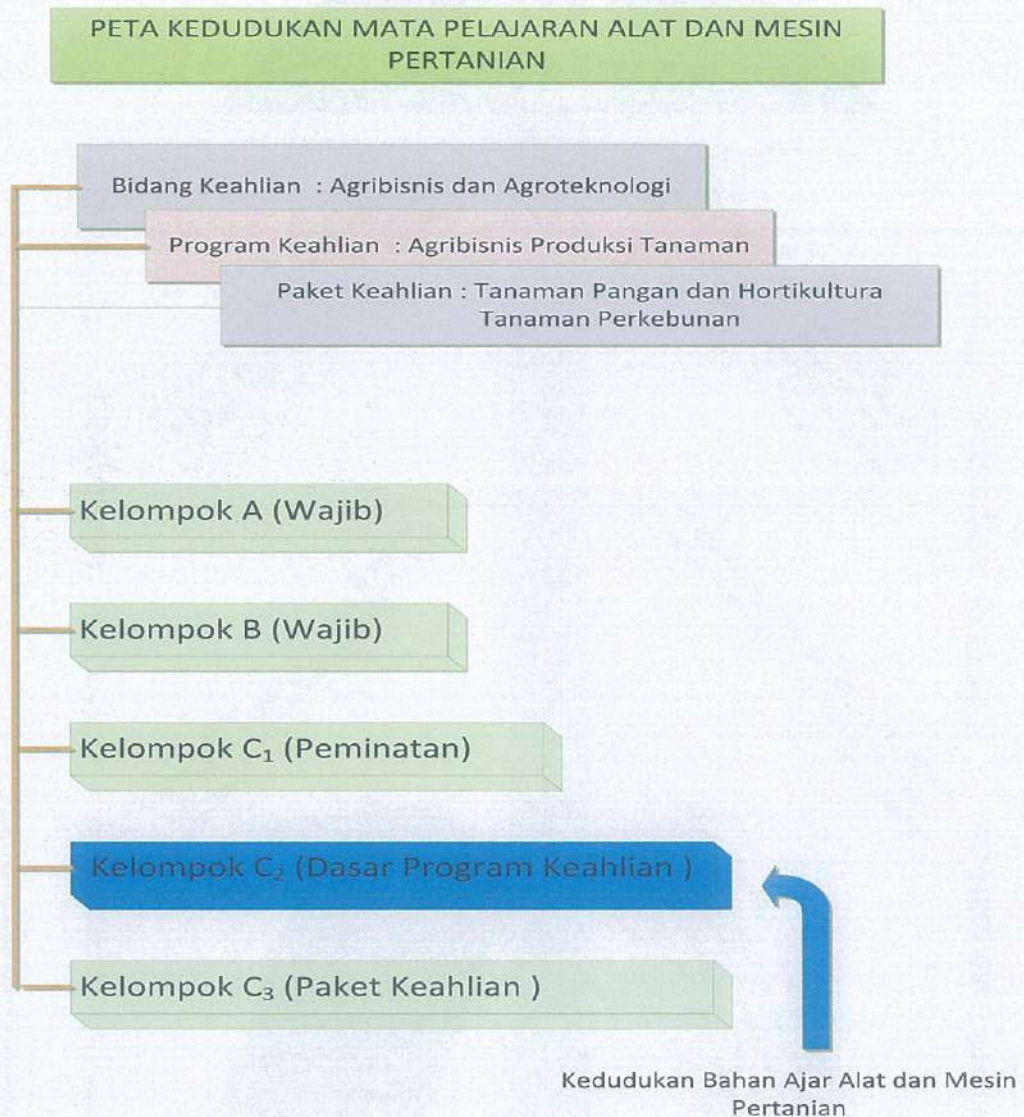 PETA KEDUDUKAN MATA PELAJARAN ALAT DAN MESIN
PERTANIAN
Bidang Keahlian : Agribisnis dan Agroteknologi
Program Keahlian : Agribisnis Produksi Tanaman
Paket Keahlian : Tanaman Pangan dan Hortikultura
Tanaman Perkebunan
Kelompok A (Wajib)
Kelompok B (Wajib)
Kelompok C₁ (Peminatan)
Kelompok C₂ (Dasar Program Keahlian )
Kelompok C₃ (Paket Keahlian )
Kedudukan Bahan Ajar Alat dan Mesin
Pertanian